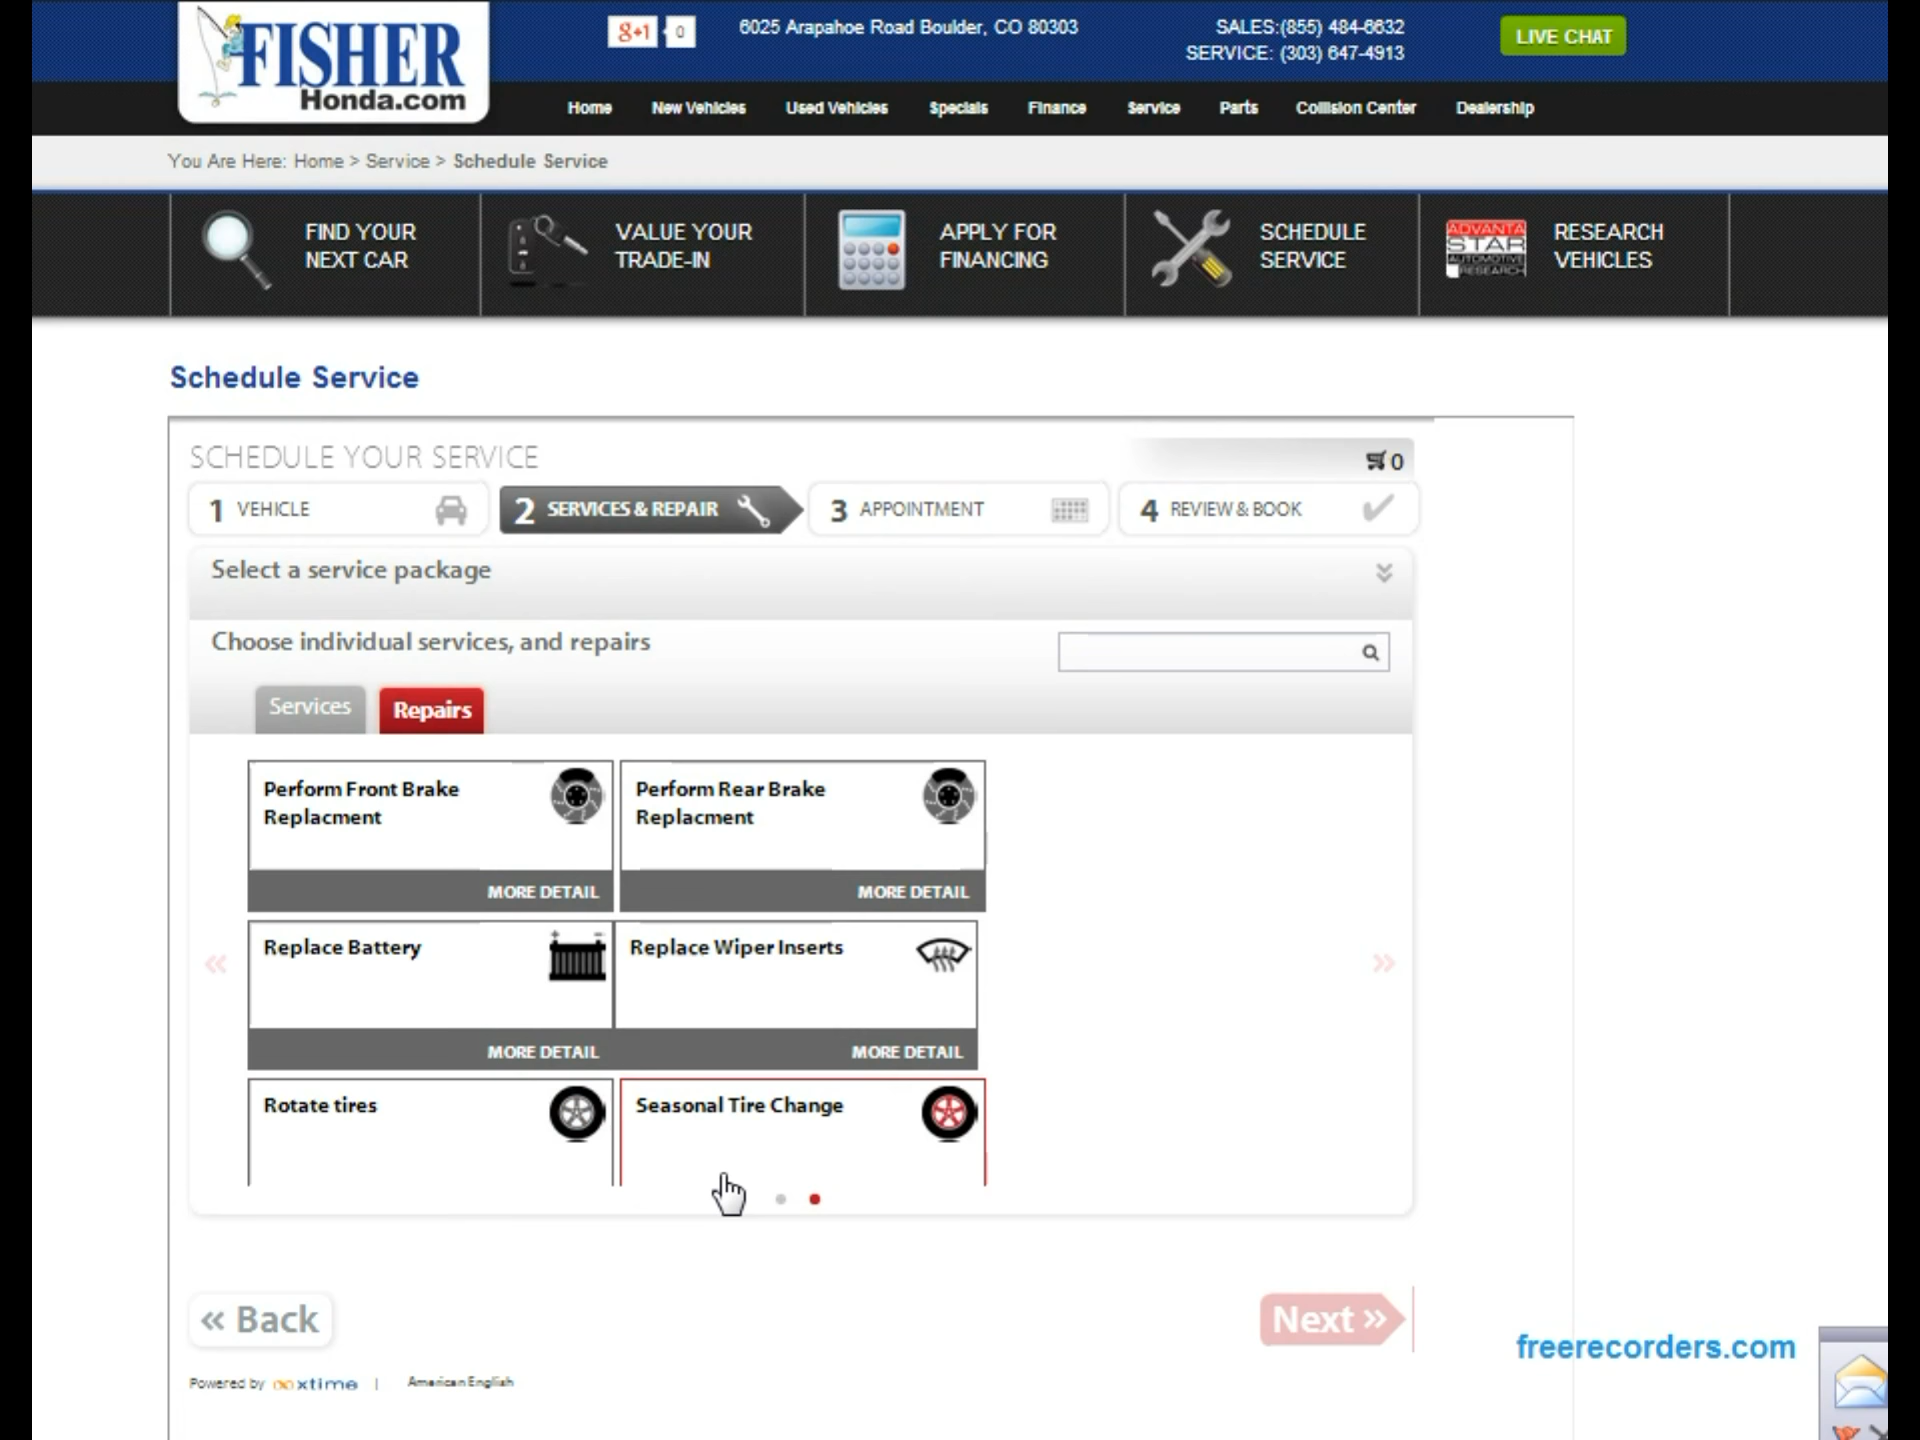 FISHER
Honda.com
g+1
0
6025 Arapahoe Road Boulder, CO 80303
SALES:(855) 484-6632
SERVICE: (303) 647-4913
LIVE CHAT
Home
New Vehicles
Used Vehicles
Specials
Finance
Service
Parts
Collision Center
Dealership
You Are Here: Home > Service > Schedule Service
FIND YOUR
NEXT CAR
VALUE YOUR
TRADE-IN
APPLY FOR
FINANCING
SCHEDULE
SERVICE
ADVANTA
STAR
AUTOMOTIVE
RESEARCH
RESEARCH
VEHICLES
Schedule Service
SCHEDULE YOUR SERVICE
0
1 VEHICLE
2 SERVICES & REPAIR
3 APPOINTMENT
4 REVIEW & BOOK
Select a service package
Choose individual services, and repairs
Services
Repairs
Perform Front Brake
Replacment
MORE DETAIL
Perform Rear Brake
Replacment
MORE DETAIL
Replace Battery
MORE DETAIL
Replace Wiper Inserts
MORE DETAIL
Rotate tires
Seasonal Tire Change
« Back
Next »
Powered by xtime | American English
freerecorders.com